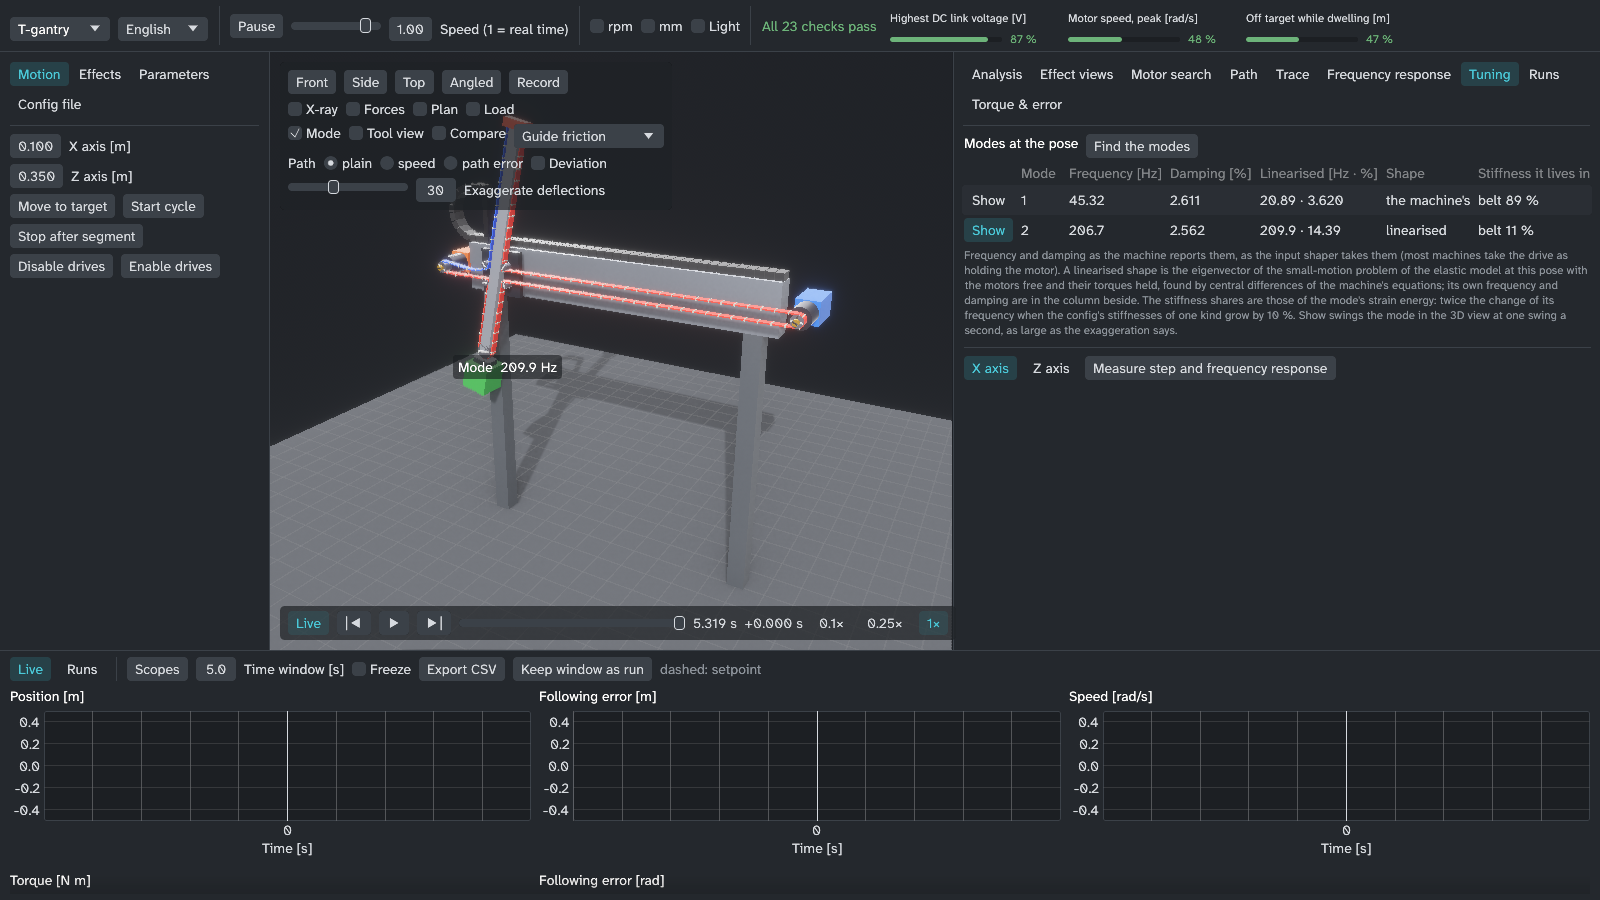 T-gantry English Pause 1.00 Speed (1 = real time) rpm mm Light All 23 checks pass
Highest DC link voltage [V] 87 %
Motor speed, peak [rad/s] 48 %
Off target while dwelling [m] 47 %
Motion Effects Parameters
Config file
0.100 X axis [m]
0.350 Z axis [m]
Move to target Start cycle
Stop after segment
Disable drives Enable drives
Front Side Top Angled Record
X-ray Forces Plan Load
Mode Tool view Compare Guide friction
Path plain speed path error Deviation
30 Exaggerate deflections
Mode 209.9 Hz
Live 5.319 s +0.000 s 0.1× 0.25× 1×
Analysis Effect views Motor search Path Trace Frequency response Tuning Runs
Torque & error
Modes at the pose Find the modes
Mode Frequency [Hz] Damping [%] Linearised [Hz · %] Shape Stiffness it lives in
Show 1 45.32 2.611 20.89 · 3.620 the machine's belt 89 %
Show 2 206.7 2.562 209.9 · 14.39 linearised belt 11 %
Frequency and damping as the machine reports them, as the input shaper takes them (most machines take the drive as
holding the motor). A linearised shape is the eigenvector of the small-motion problem of the elastic model at this pose with
the motors free and their torques held, found by central differences of the machine's equations; its own frequency and
damping are in the column beside. The stiffness shares are those of the mode's strain energy: twice the change of its
frequency when the config's stiffnesses of one kind grow by 10 %. Show swings the mode in the 3D view at one swing a
second, as large as the exaggeration says.
X axis Z axis Measure step and frequency response
Live Runs Scopes 5.0 Time window [s] Freeze Export CSV Keep window as run dashed: setpoint
Position [m]
0.4
0.2
0.0
-0.2
-0.4
0
Time [s]
Following error [m]
0.4
0.2
0.0
-0.2
-0.4
0
Time [s]
Speed [rad/s]
0.4
0.2
0.0
-0.2
-0.4
0
Time [s]
Torque [N m]
Following error [rad]